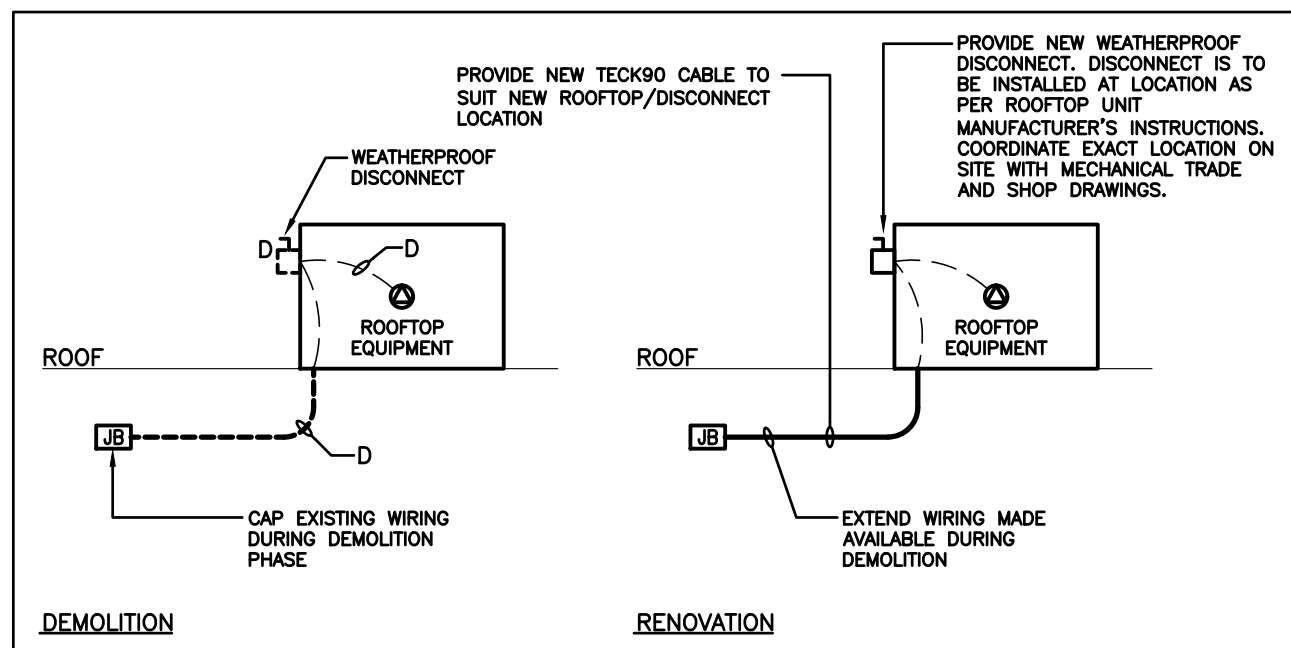 WEATHERPROOF
DISCONNECT
D
D
ROOFTOP
EQUIPMENT
ROOF
JB
D
CAP EXISTING WIRING
DURING DEMOLITION
PHASE
DEMOLITION
PROVIDE NEW TECK90 CABLE TO
SUIT NEW ROOFTOP/DISCONNECT
LOCATION
PROVIDE NEW WEATHERPROOF
DISCONNECT. DISCONNECT IS TO
BE INSTALLED AT LOCATION AS
PER ROOFTOP UNIT
MANUFACTURER'S INSTRUCTIONS.
COORDINATE EXACT LOCATION ON
SITE WITH MECHANICAL TRADE
AND SHOP DRAWINGS.
ROOFTOP
EQUIPMENT
ROOF
JB
EXTEND WIRING MADE
AVAILABLE DURING
DEMOLITION
RENOVATION